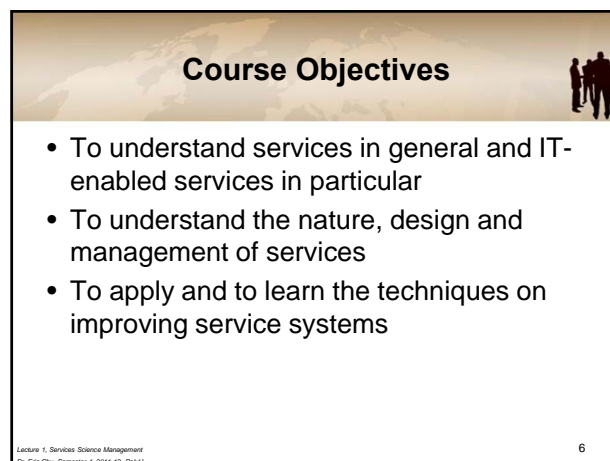 Course Objectives
• To understand services in general and IT-
enabled services in particular
• To understand the nature, design and
management of services
• To apply and to learn the techniques on
improving service systems
Lecture 1, Services Science Management
6